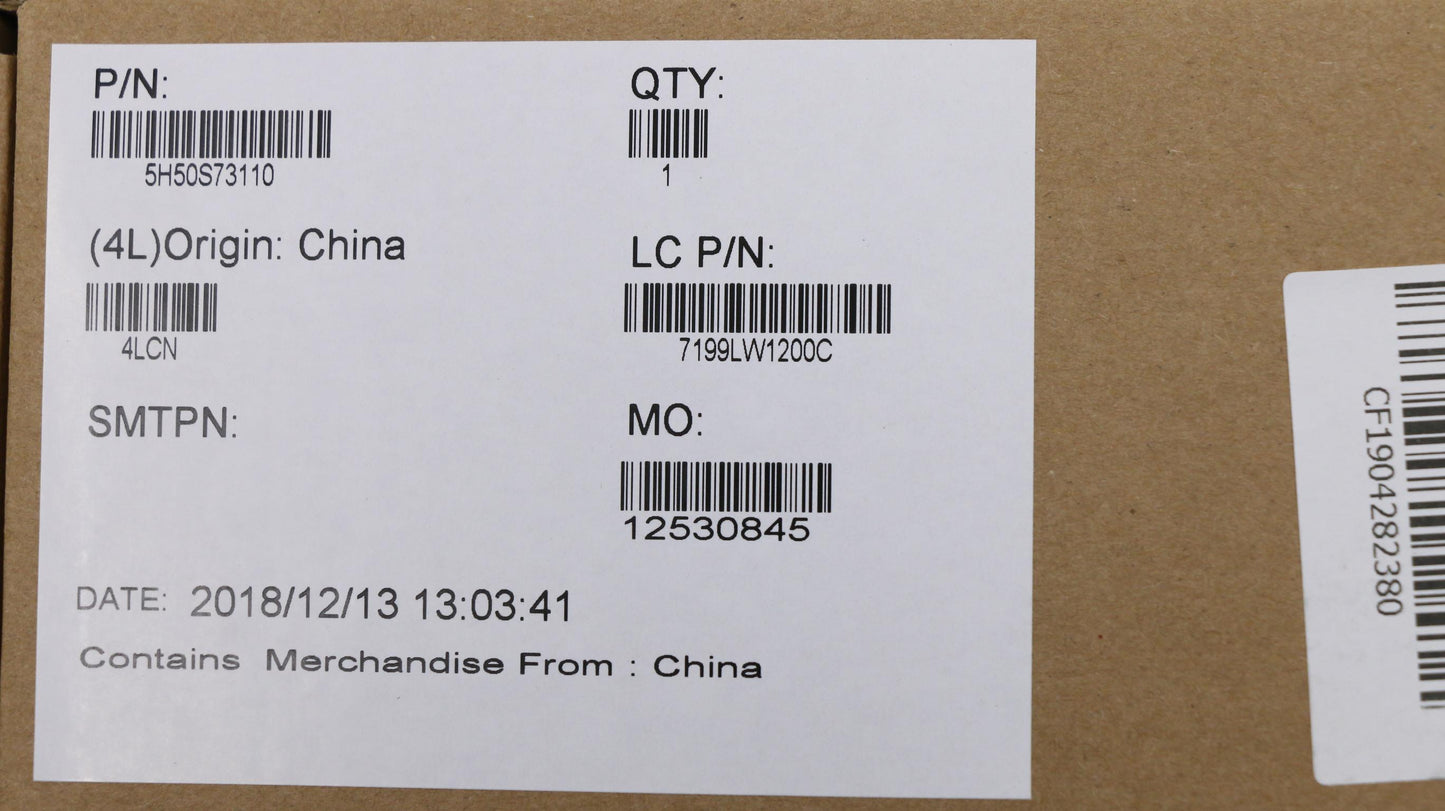 P/N:
5H50S73110
QTY:
1
(4L)Origin: China
4LCN
LC P/N:
7199LW1200C
SMTPN:
MO:
12530845
DATE: 2018/12/13 13:03:41
Contains Merchandise From : China
CF1904282380